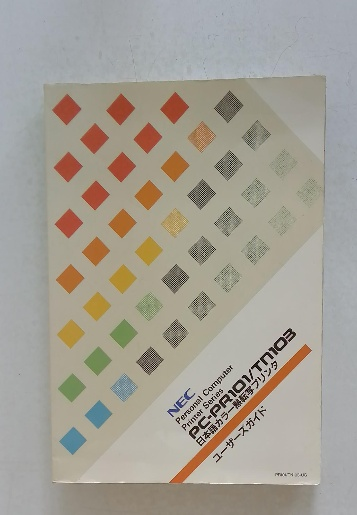 NEC
Personal Computer
Printer Series
PC-PR101/TN103
日本語カラー熱転写プリンタ
ユーザーズガイド